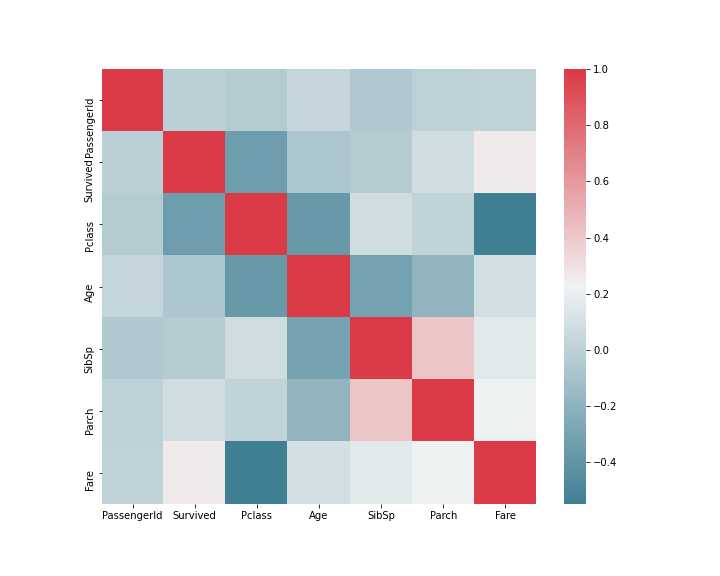 PassengerId
Survived
Pclass
Age
SibSp
Parch
Fare
PassengerId Survived Pclass Age SibSp Parch Fare
1.0
0.8
0.6
0.4
0.2
0.0
−0.2
−0.4